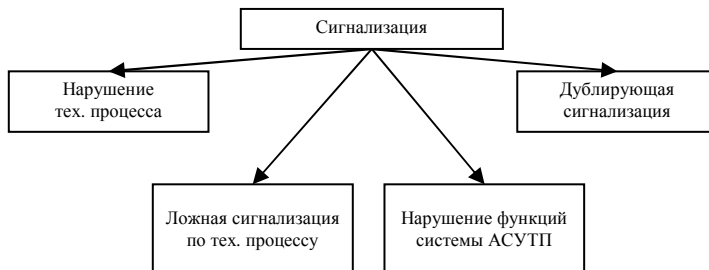 Сигнализация
Нарушение
тех. процесса
Дублирующая
сигнализация
Ложная сигнализация
по тех. процессу
Нарушение функций
системы АСУТП